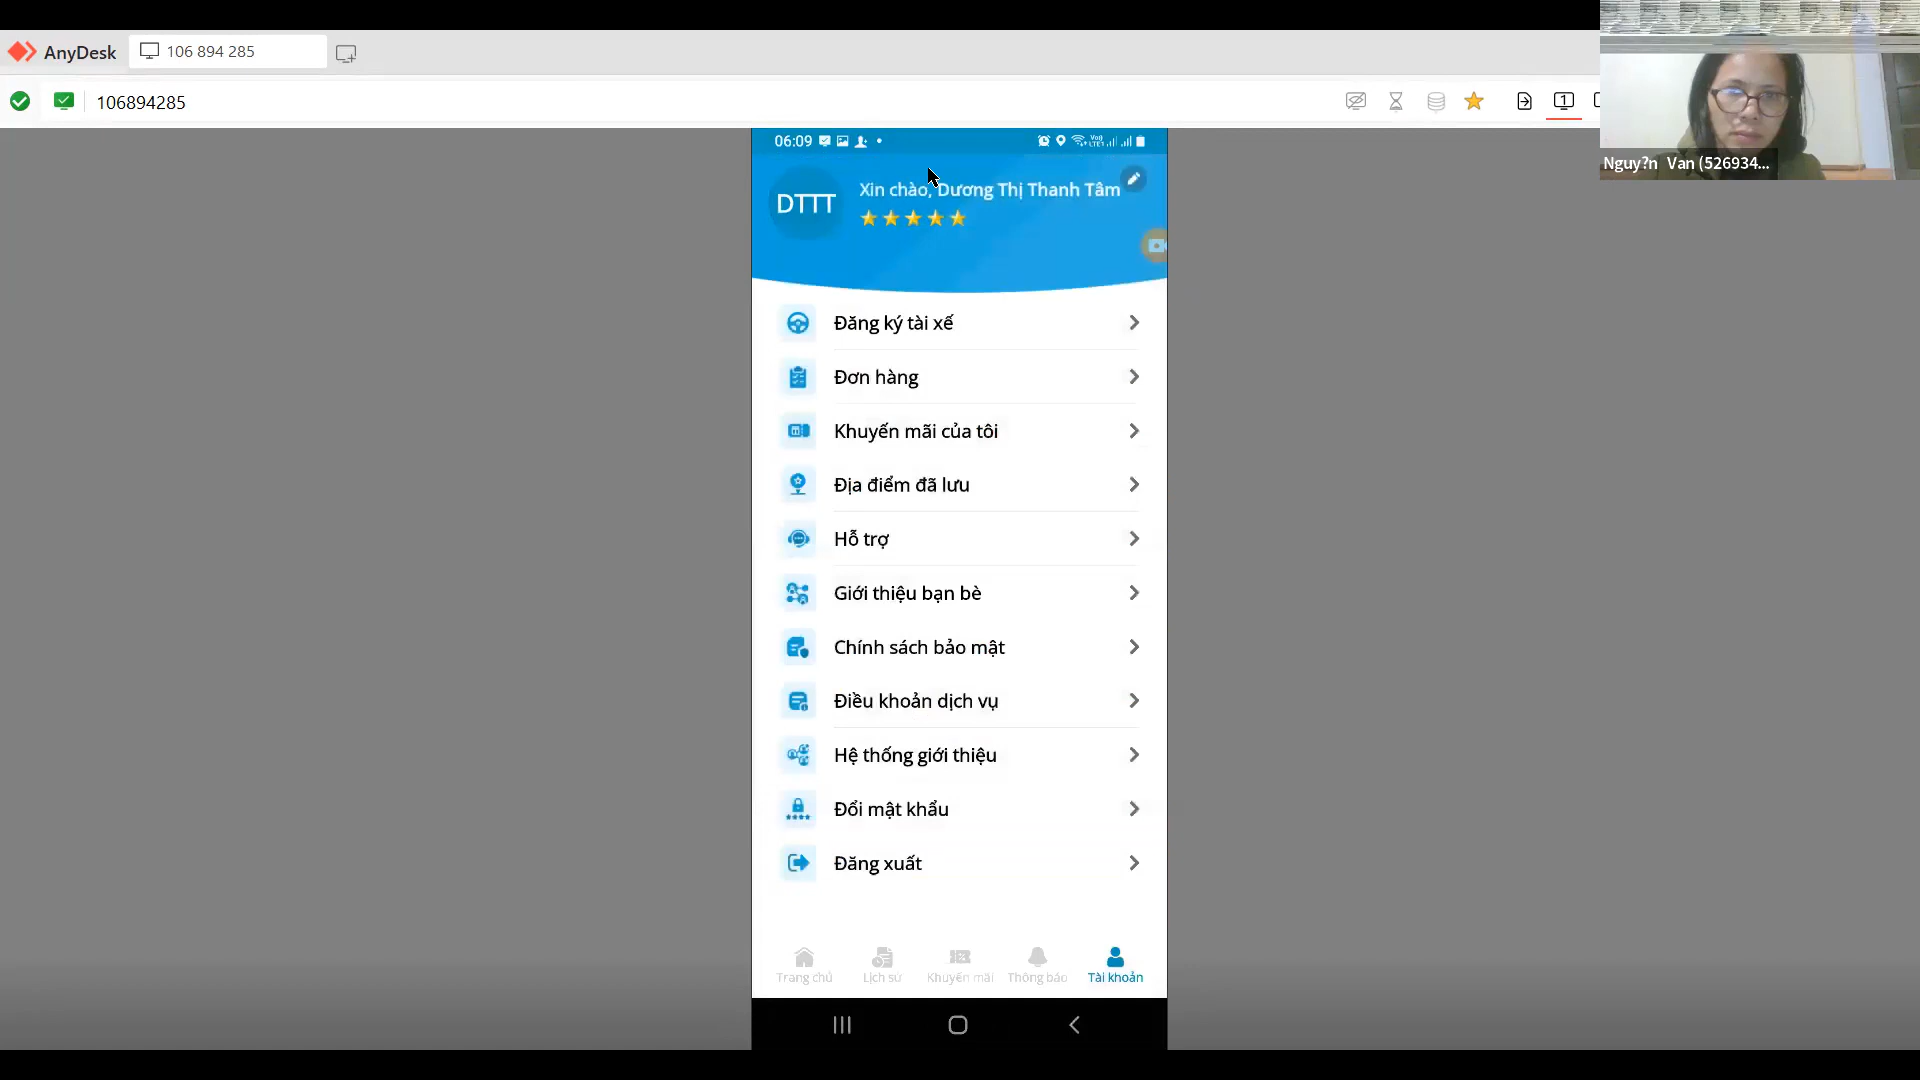 AnyDesk
106 894 285
106894285
1
Nguy?n Van (526934...
06:09
DTTT
Xin chào, Dương Thị Thanh Tâm
Đăng ký tài xế
Đơn hàng
Khuyến mãi của tôi
Địa điểm đã lưu
Hỗ trợ
Giới thiệu bạn bè
Chính sách bảo mật
Điều khoản dịch vụ
Hệ thống giới thiệu
Đổi mật khẩu
Đăng xuất
Trang chủ
Lịch sử
Khuyến mãi
Thông báo
Tài khoản